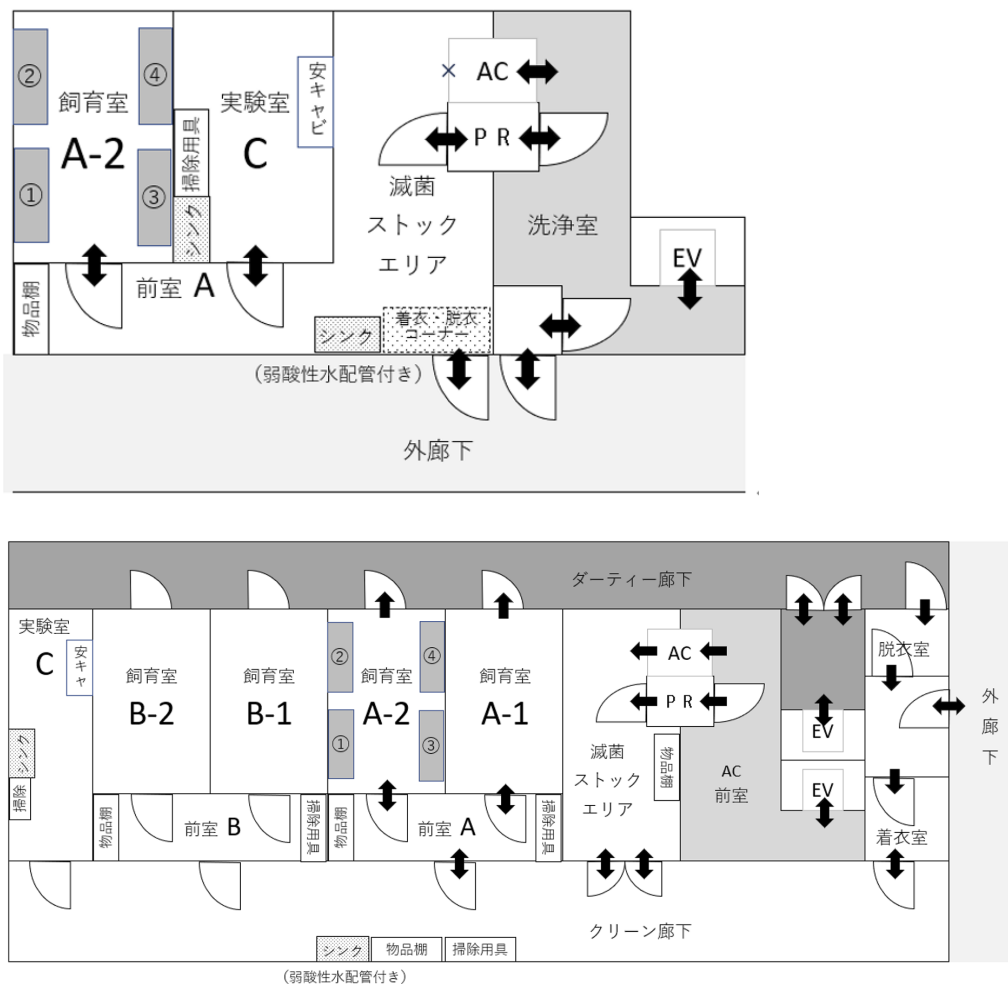 ②
④
飼育室
A-2
①
③
掃除用具
シンク
実験室
C
安キャビ
物品棚
前室 A
× AC
P R
滅菌
ストック
エリア
洗浄室
EV
シンク
着衣・脱衣
コーナー
（弱酸性水配管付き）
外廊下
ダーティー廊下
実験室
C
安キャ
シンク
掃除
飼育室
B-2
飼育室
B-1
②
④
飼育室
A-2
①
③
飼育室
A-1
物品棚
前室 B
掃除用具
物品棚
前室 A
掃除用具
AC
P R
滅菌
ストック
エリア
物品棚
AC
前室
EV
EV
脱衣室
着衣室
外廊下
クリーン廊下
シンク
物品棚
掃除用具
（弱酸性水配管付き）